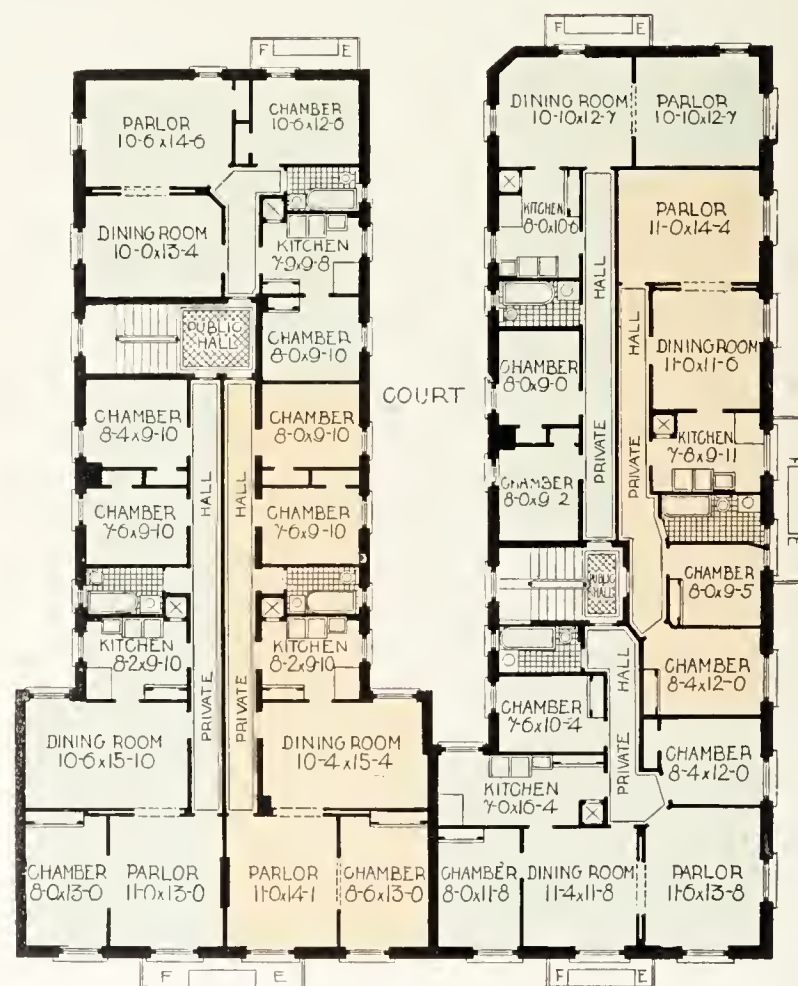 F E
PARLOR
10-6x14-6
CHAMBER
10-6x12-6
DINING ROOM
10-0x13-4
KITCHEN
7-9x9-8
PUBLIC
HALL
CHAMBER
8-0x9-10
CHAMBER
8-4x9-10
CHAMBER
8-0x9-10
CHAMBER
7-6x9-10
HALL
HALL
CHAMBER
7-6x9-10
KITCHEN
8-2x9-10
PRIVATE
PRIVATE
KITCHEN
8-2x9-10
DINING ROOM
10-6x15-10
DINING ROOM
10-4x15-4
CHAMBER
8-0x13-0
PARLOR
11-0x13-0
PARLOR
11-0x14-1
CHAMBER
8-6x13-0
F E
COURT
F E
DINING ROOM
10-10x12-7
PARLOR
10-10x12-7
KITCHEN
8-0x10-6
PARLOR
11-0x14-4
HALL
HALL
DINING ROOM
11-0x11-6
CHAMBER
8-0x9-0
PRIVATE
PRIVATE
KITCHEN
7-8x9-11
CHAMBER
8-0x9-2
CHAMBER
8-0x9-5
PUBLIC
HALL
CHAMBER
8-4x12-0
HALL
CHAMBER
7-6x10-4
PRIVATE
CHAMBER
8-4x12-0
KITCHEN
7-0x16-4
CHAMBER
8-0x11-8
DINING ROOM
11-4x11-8
PARLOR
11-6x13-8
F E